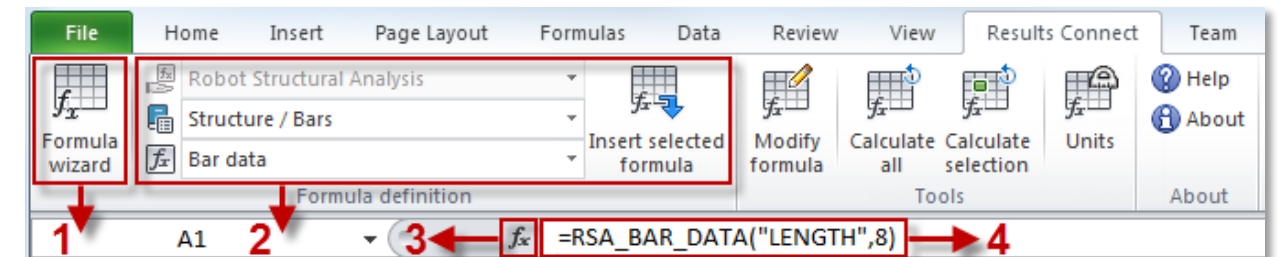 File Home Insert Page Layout Formulas Data Review View Results Connect Team
Robot Structural Analysis
Structure / Bars
Bar data
Formula wizard
Insert selected formula
Modify formula
Calculate all
Calculate selection
Units
Help
About
Formula definition Tools About
1 A1 2 3 fx =RSA_BAR_DATA("LENGTH",8) 4